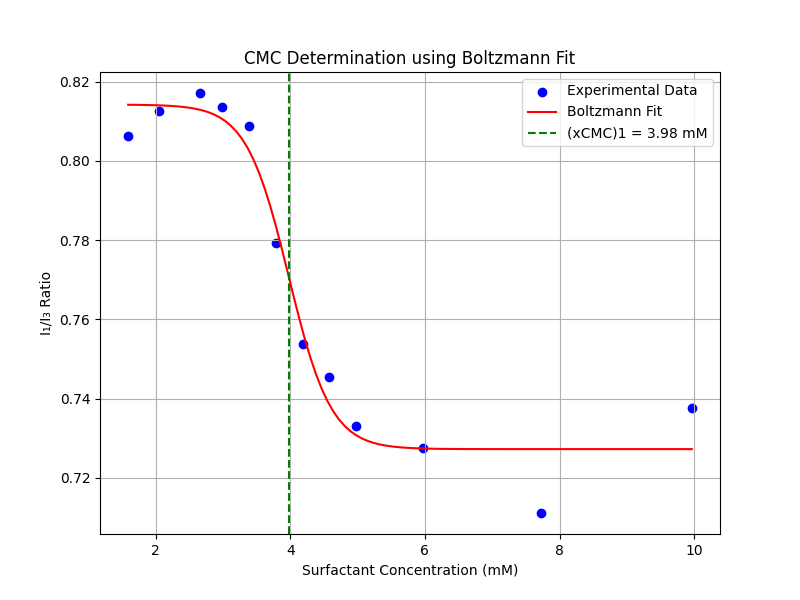 CMC Determination using Boltzmann Fit
Experimental Data
Boltzmann Fit
(xCMC)1 = 3.98 mM
0.82
0.80
0.78
0.76
0.74
0.72
I₁/I₃ Ratio
2
4
6
8
10
Surfactant Concentration (mM)